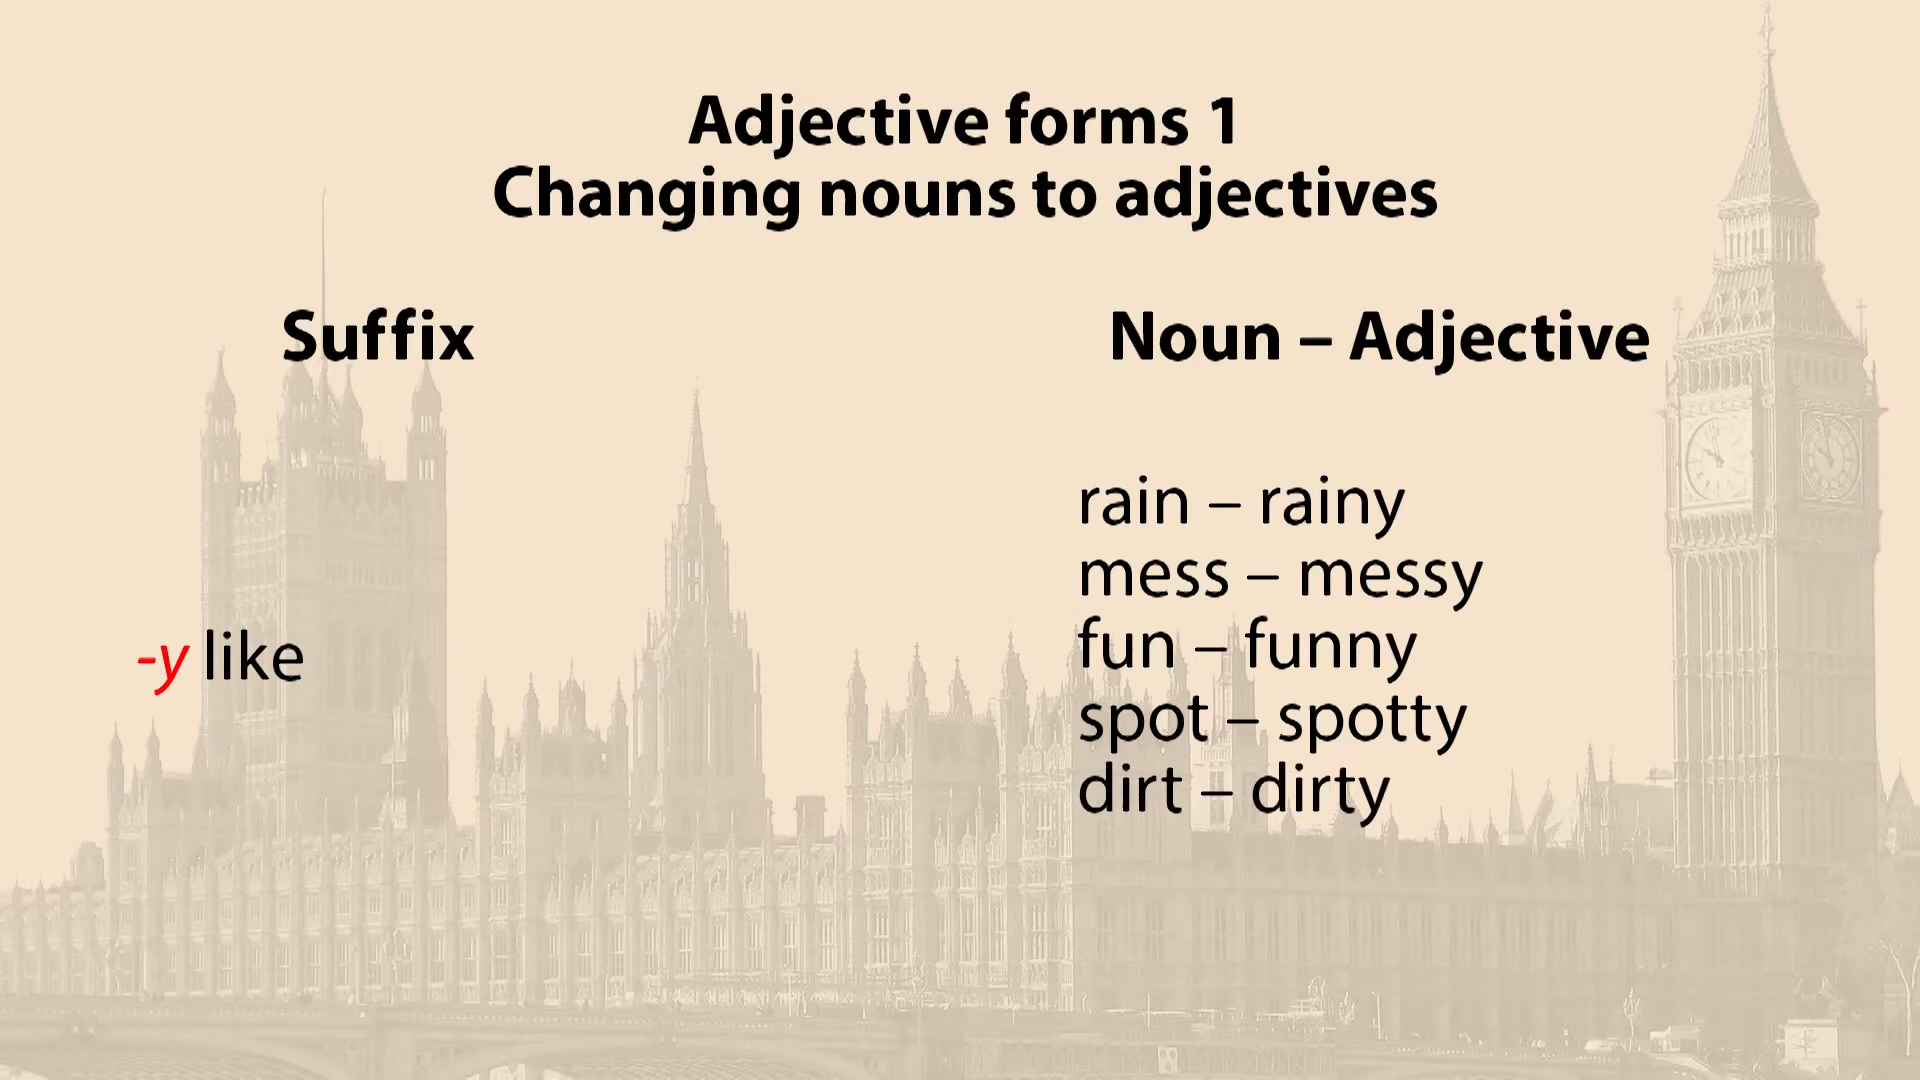 Adjective forms 1
Changing nouns to adjectives
Suffix
Noun – Adjective
-y like
rain – rainy
mess – messy
fun – funny
spot – spotty
dirt – dirty